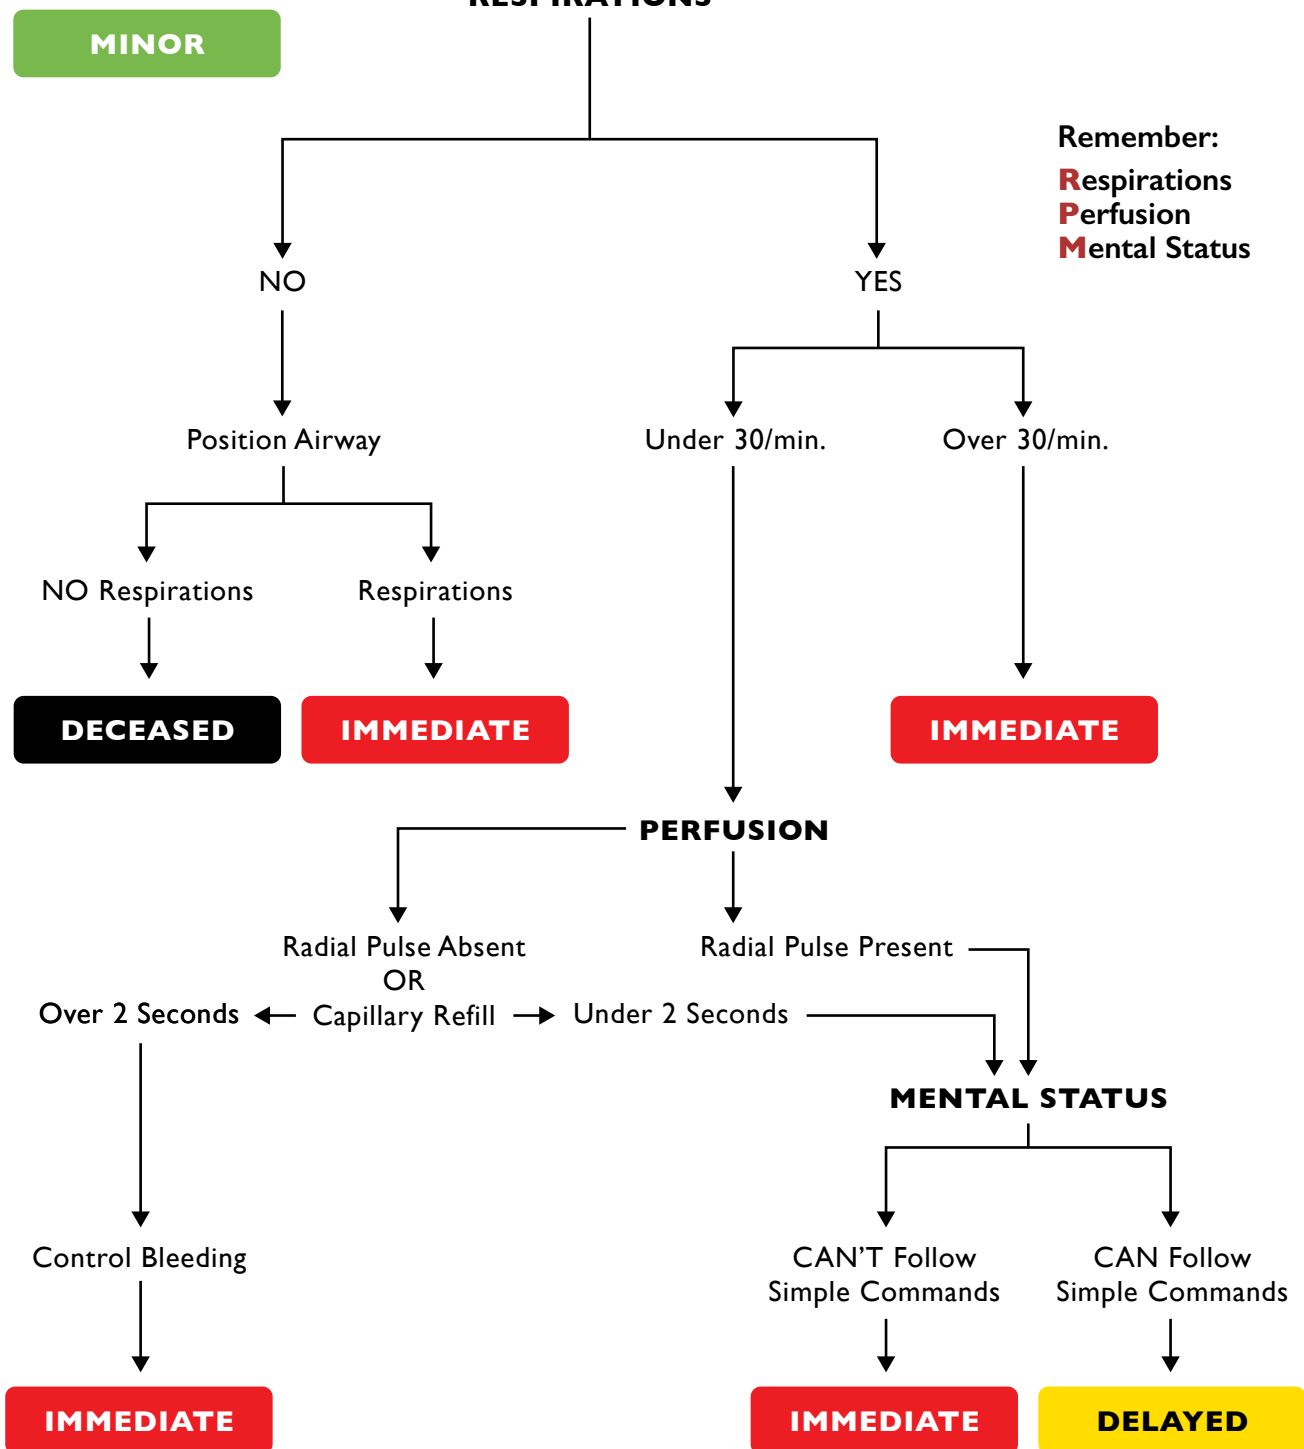 RESPIRATIONS
MINOR
Remember:
Respirations
Perfusion
Mental Status
NO
YES
Position Airway
Under 30/min.
Over 30/min.
NO Respirations
Respirations
DECEASED
IMMEDIATE
IMMEDIATE
PERFUSION
Radial Pulse Absent
OR
Radial Pulse Present
Over 2 Seconds
Capillary Refill
Under 2 Seconds
MENTAL STATUS
Control Bleeding
CAN'T Follow
Simple Commands
CAN Follow
Simple Commands
IMMEDIATE
IMMEDIATE
DELAYED